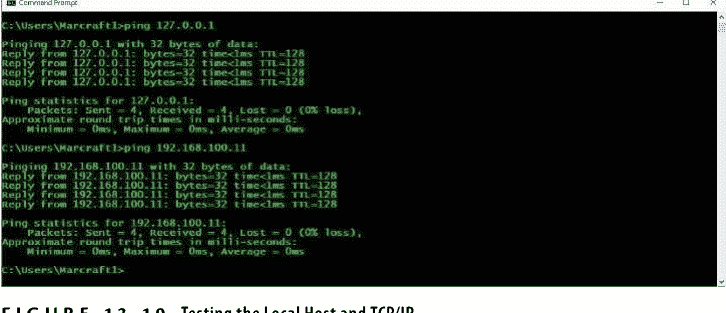 Command Prompt
C:\Users\Marcraft1>ping 127.0.0.1
Pinging 127.0.0.1 with 32 bytes of data:
Reply from 127.0.0.1: bytes=32 time<1ms TTL=128
Reply from 127.0.0.1: bytes=32 time<1ms TTL=128
Reply from 127.0.0.1: bytes=32 time<1ms TTL=128
Reply from 127.0.0.1: bytes=32 time<1ms TTL=128
Ping statistics for 127.0.0.1:
Packets: Sent = 4, Received = 4, Lost = 0 (0% loss),
Approximate round trip times in milli-seconds:
Minimum = 0ms, Maximum = 0ms, Average = 0ms
C:\Users\Marcraft1>ping 192.168.100.11
Pinging 192.168.100.11 with 32 bytes of data:
Reply from 192.168.100.11: bytes=32 time<1ms TTL=128
Reply from 192.168.100.11: bytes=32 time<1ms TTL=128
Reply from 192.168.100.11: bytes=32 time<1ms TTL=128
Reply from 192.168.100.11: bytes=32 time<1ms TTL=128
Ping statistics for 192.168.100.11:
Packets: Sent = 4, Received = 4, Lost = 0 (0% loss),
Approximate round trip times in milli-seconds:
Minimum = 0ms, Maximum = 0ms, Average = 0ms
C:\Users\Marcraft1>
Testing the Local Host and TCP/IP